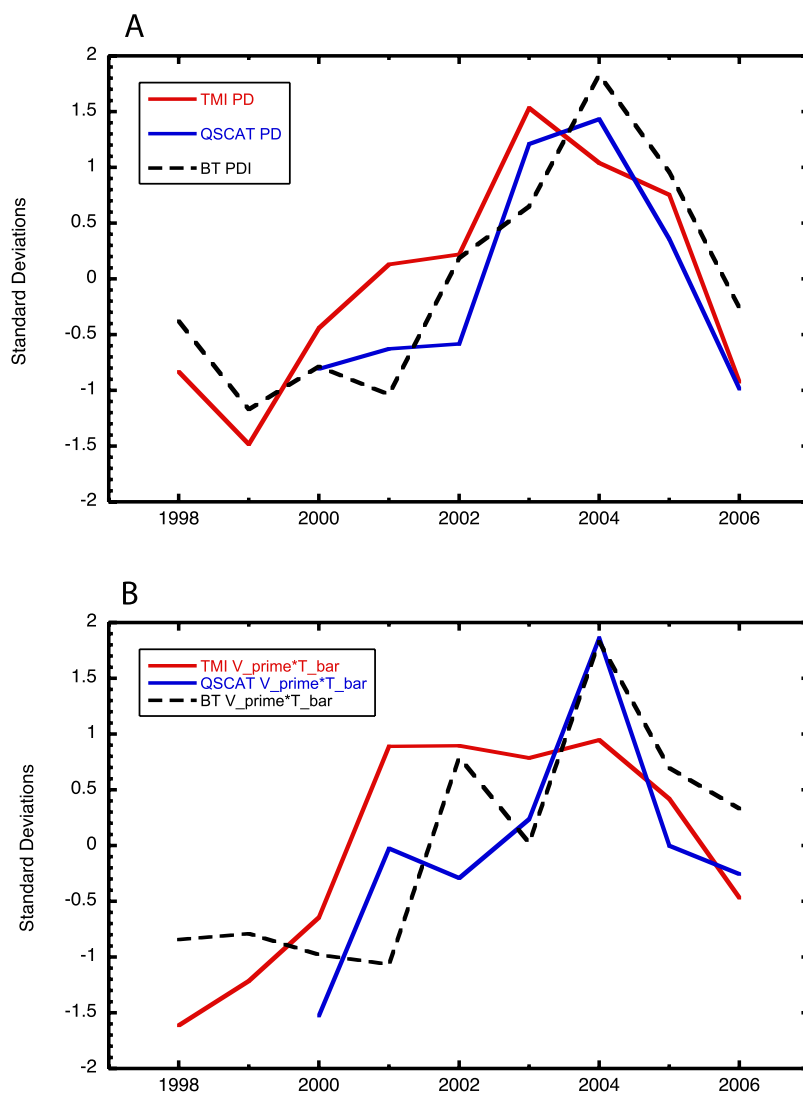 A
2
1.5
1
0.5
0
-0.5
-1
-1.5
-2
Standard Deviations
TMI PD
QSCAT PD
BT PDI
1998 2000 2002 2004 2006
B
2
1.5
1
0.5
0
-0.5
-1
-1.5
-2
Standard Deviations
TMI V_prime*T_bar
QSCAT V_prime*T_bar
BT V_prime*T_bar
1998 2000 2002 2004 2006